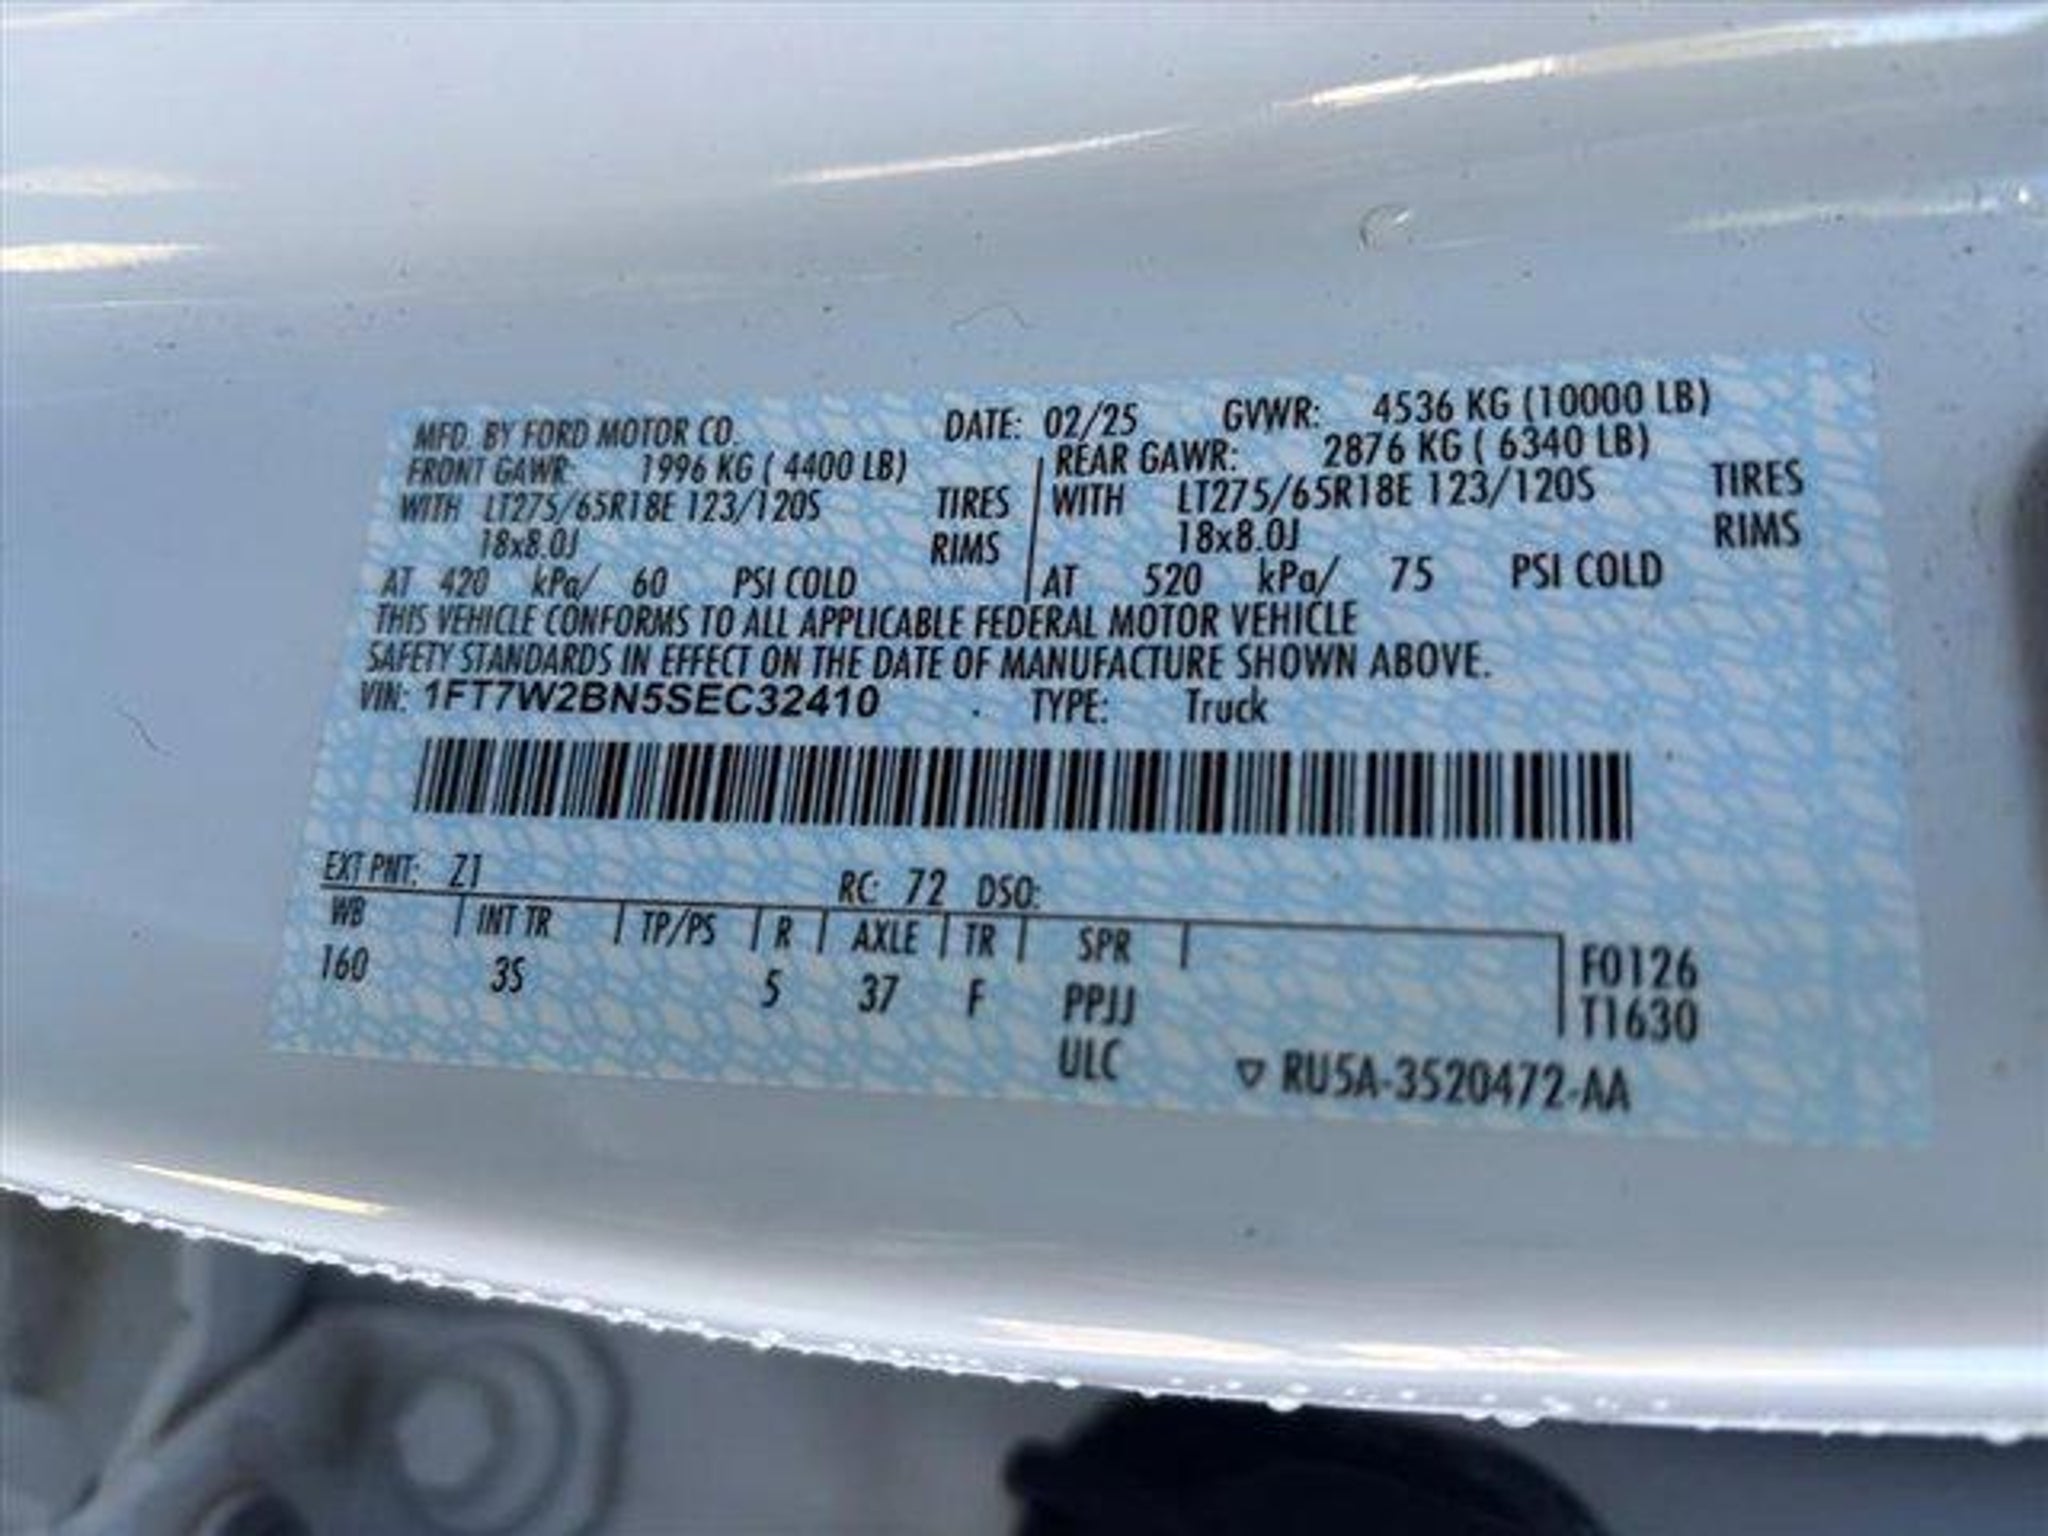 MFD. BY FORD MOTOR CO. DATE: 02/25 GVWR: 4536 KG (10000 LB)
FRONT GAWR: 1996 KG ( 4400 LB) REAR GAWR: 2876 KG ( 6340 LB)
WITH LT275/65R18E 123/120S TIRES WITH LT275/65R18E 123/120S TIRES
18x8.0J RIMS 18x8.0J RIMS
AT 420 kPa/ 60 PSI COLD AT 520 kPa/ 75 PSI COLD
THIS VEHICLE CONFORMS TO ALL APPLICABLE FEDERAL MOTOR VEHICLE
SAFETY STANDARDS IN EFFECT ON THE DATE OF MANUFACTURE SHOWN ABOVE.
VIN: 1FT7W2BN5SEC32410 TYPE: Truck
EXT PNT: Z1 RC: 72 DSO:
WB INT TR TP/PS R AXLE TR SPR F0126
160 3S 5 37 F PPJJ T1630
ULC ▽ RU5A-3520472-AA